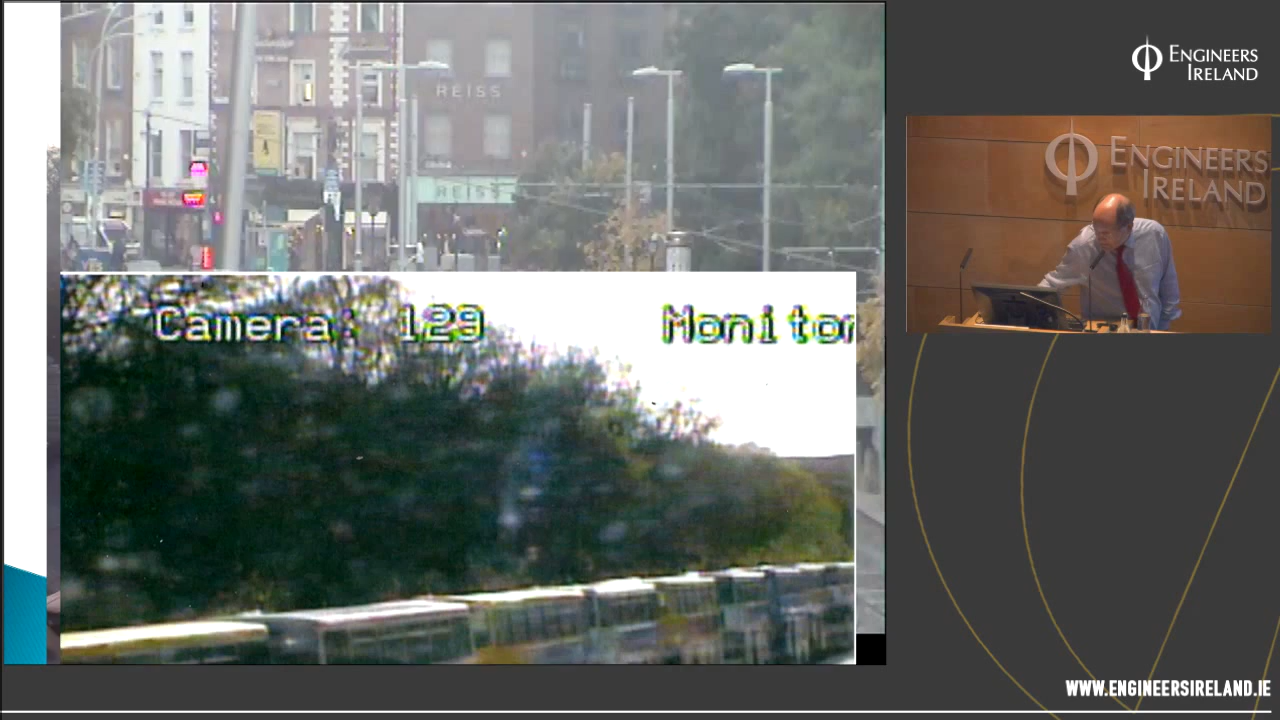 REISS
REISS
Camera: 129 Monitor
ENGINEERS
IRELAND
ENGINEERS
IRELAND
WWW.ENGINEERSIRELAND.IE